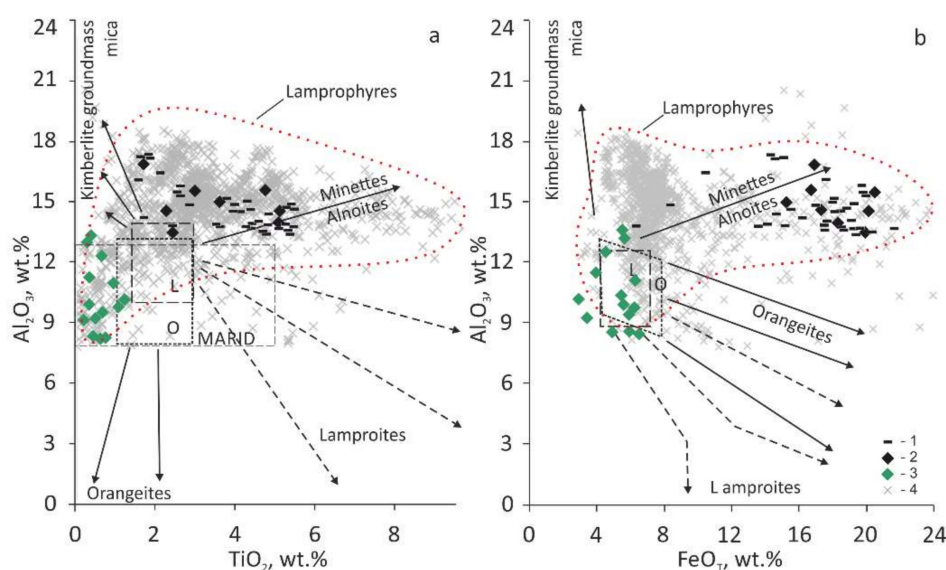 24
21
18
15
12
9
6
3
0
Al₂O₃, wt.%
Kimberlite groundmass
mica
a
Lamprophyres
Minettes
Alnoites
L
O
MARID
Lamproites
Orangeites
0 2 4 6 8
TiO₂, wt.%
24
21
18
15
12
9
6
3
0
Al₂O₃, wt.%
Kimberlite groundmass
mica
b
Lamprophyres
Minettes
Alnoites
L
O
Orangeites
L amproites
- 1
- 2
- 3
- 4
0 4 8 12 16 20 24
FeOT, wt.%